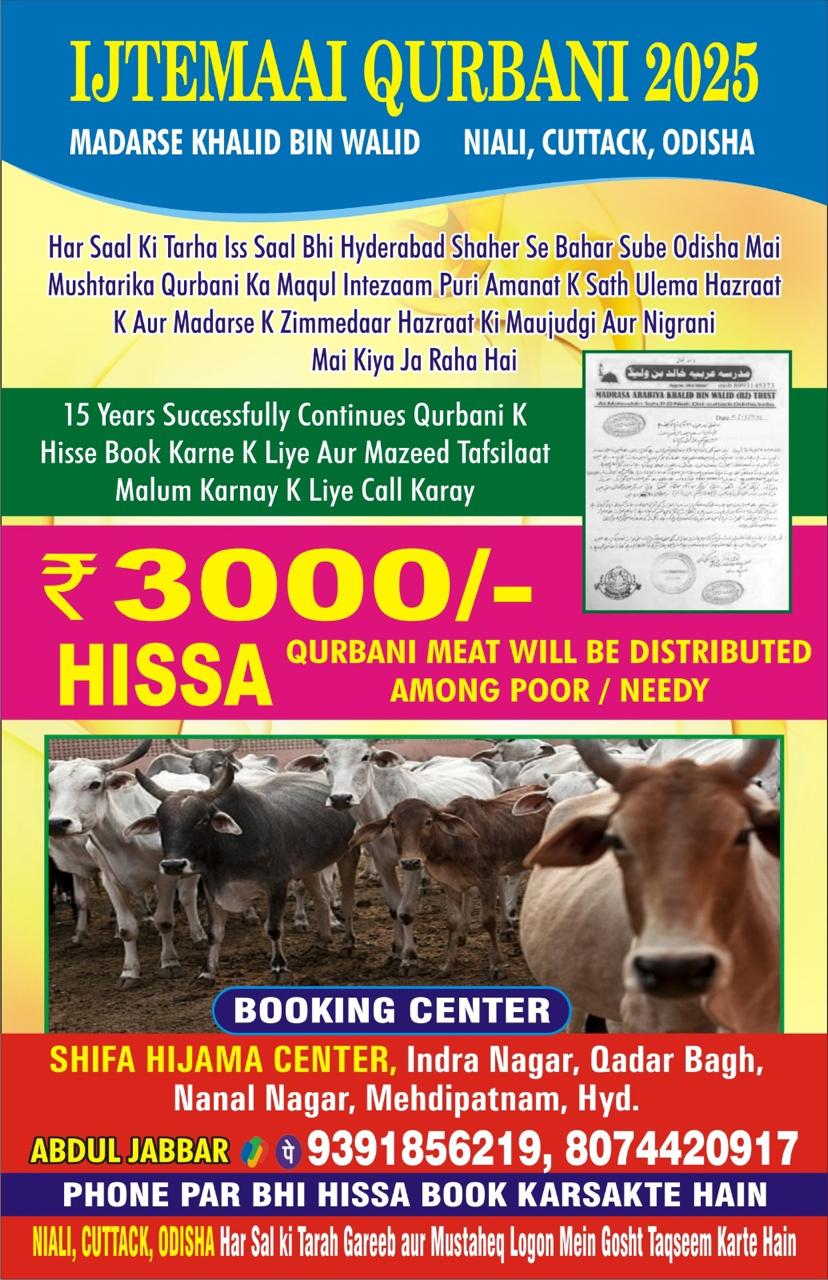 IJTEMAAI QURBANI 2025
MADARSE KHALID BIN WALID NIALI, CUTTACK, ODISHA
Har Saal Ki Tarha Iss Saal Bhi Hyderabad Shaher Se Bahar Sube Odisha Mai
Mushtarika Qurbani Ka Maqul Intezaam Puri Amanat K Sath Ulema Hazraat
K Aur Madarse K Zimmedaar Hazraat Ki Maujudgi Aur Nigrani
Mai Kiya Ja Raha Hai
مدرسہ عربیہ خالد بن ولید
MADRASA ARABIYA KHALID BIN WALID (RZ) TRUST
15 Years Successfully Continues Qurbani K
Hisse Book Karne K Liye Aur Mazeed Tafsilaat
Malum Karnay K Liye Call Karay
₹ 3000/-
HISSA
QURBANI MEAT WILL BE DISTRIBUTED
AMONG POOR / NEEDY
BOOKING CENTER
SHIFA HIJAMA CENTER, Indra Nagar, Qadar Bagh,
Nanal Nagar, Mehdipatnam, Hyd.
ABDUL JABBAR पे 9391856219, 8074420917
PHONE PAR BHI HISSA BOOK KARSAKTE HAIN
NIALI, CUTTACK, ODISHA Har Sal ki Tarah Gareeb aur Mustaheq Logon Mein Gosht Taqseem Karte Hain